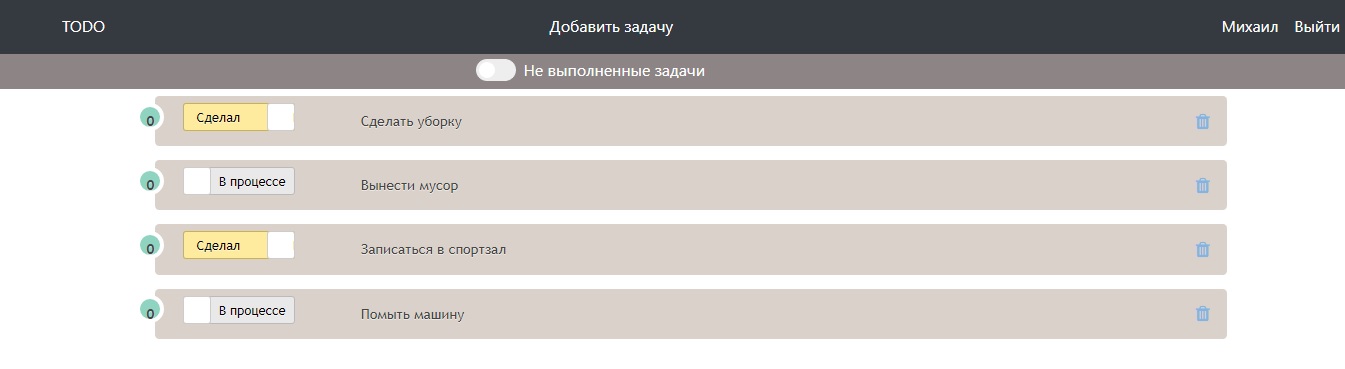 TODO Добавить задачу Михаил Выйти
Не выполненные задачи
0 Сделал Сделать уборку
0 В процессе Вынести мусор
0 Сделал Записаться в спортзал
0 В процессе Помыть машину